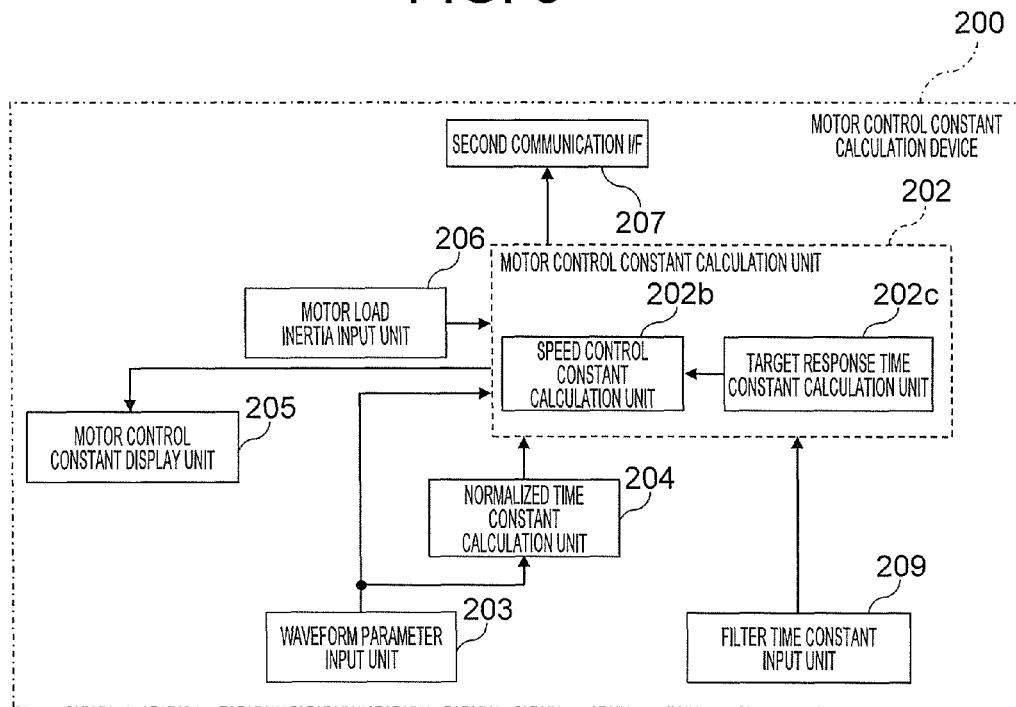 200
MOTOR CONTROL CONSTANT
CALCULATION DEVICE
SECOND COMMUNICATION I/F
207
202
206
MOTOR CONTROL CONSTANT CALCULATION UNIT
202b
202c
MOTOR LOAD
INERTIA INPUT UNIT
SPEED CONTROL
CONSTANT
CALCULATION UNIT
TARGET RESPONSE TIME
CONSTANT CALCULATION UNIT
205
MOTOR CONTROL
CONSTANT DISPLAY UNIT
204
NORMALIZED TIME
CONSTANT
CALCULATION UNIT
203
WAVEFORM PARAMETER
INPUT UNIT
209
FILTER TIME CONSTANT
INPUT UNIT